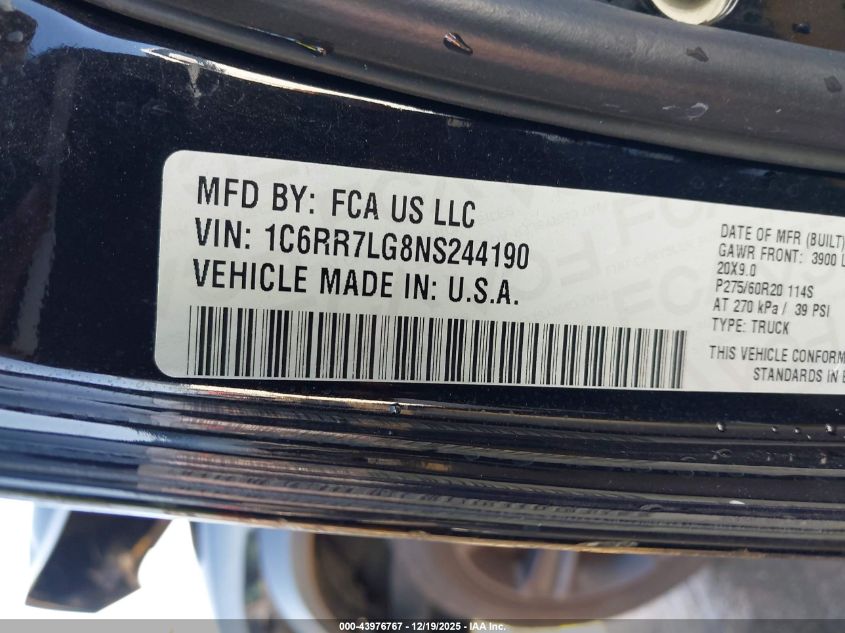 MFD BY: FCA US LLC
VIN: 1C6RR7LG8NS244190
VEHICLE MADE IN: U.S.A.
DATE OF MFR (BUILT)
GAWR FRONT: 3900 L
20X9.0
P275/60R20 114S
AT 270 kPa / 39 PSI
TYPE: TRUCK
THIS VEHICLE CONFORM
STANDARDS IN
000-43976767 - 12/19/2025 - IAA Inc.